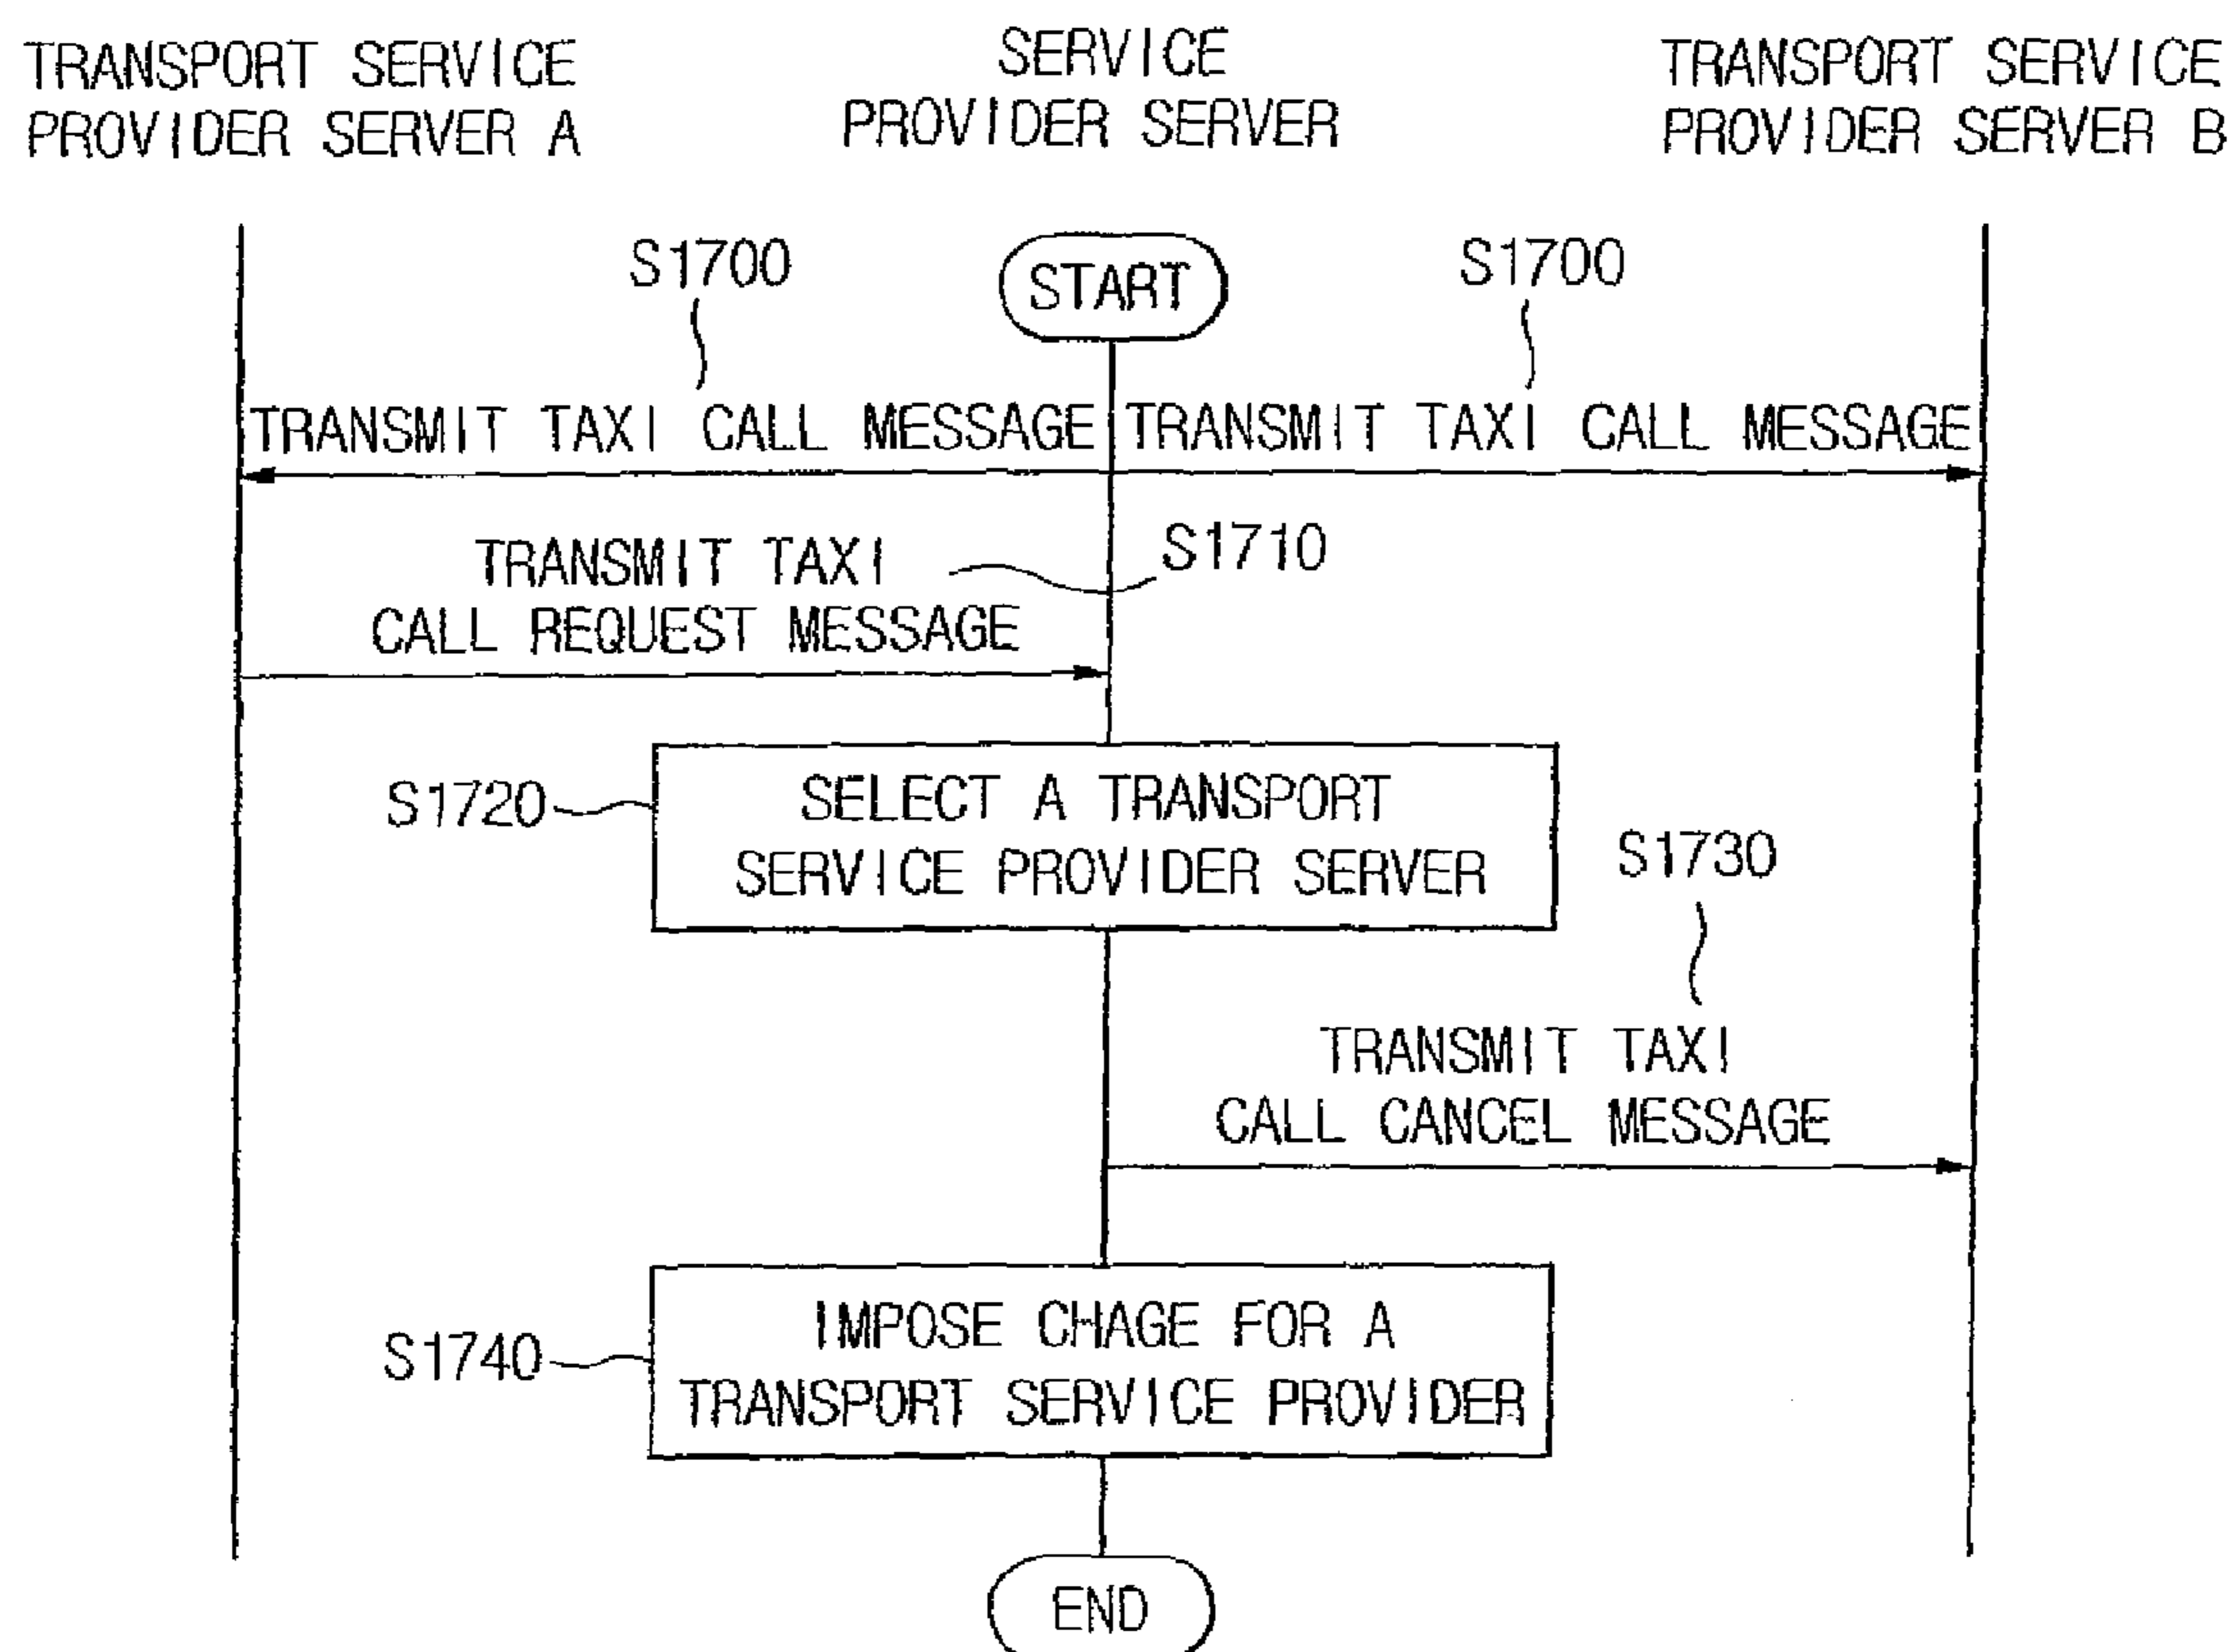 TRANSPORT SERVICE
PROVIDER SERVER A
SERVICE
PROVIDER SERVER
TRANSPORT SERVICE
PROVIDER SERVER B
S1700
START
S1700
TRANSMIT TAXI CALL MESSAGE
TRANSMIT TAXI CALL MESSAGE
TRANSMIT TAXI
CALL REQUEST MESSAGE
S1710
S1720
SELECT A TRANSPORT
SERVICE PROVIDER SERVER
S1730
TRANSMIT TAXI
CALL CANCEL MESSAGE
S1740
IMPOSE CHAGE FOR A
TRANSPORT SERVICE PROVIDER
END